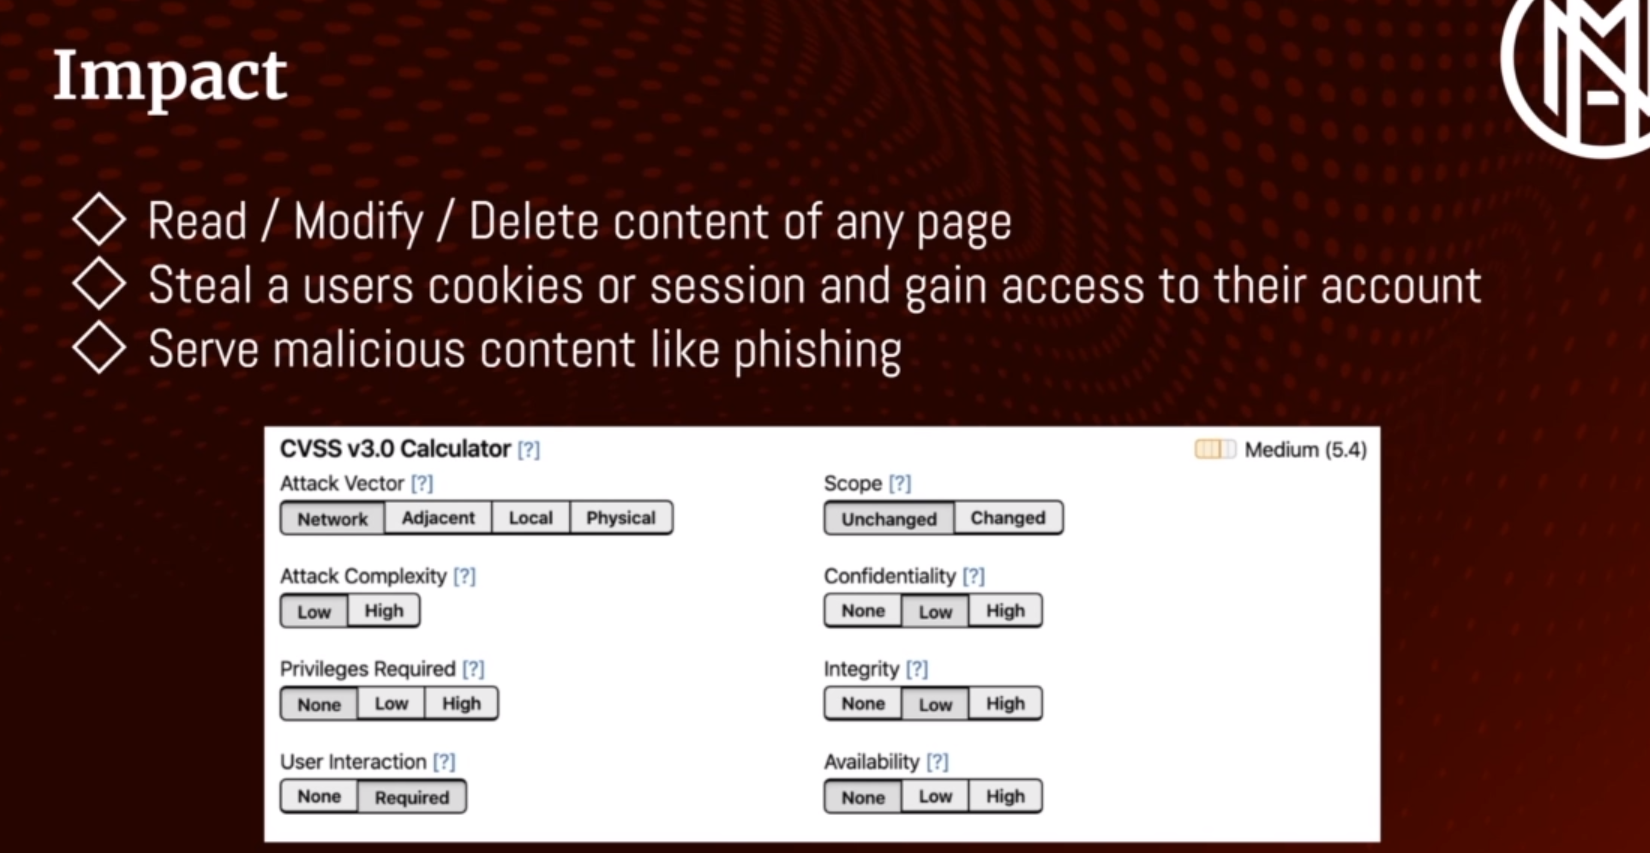 Impact
Read / Modify / Delete content of any page
Steal a users cookies or session and gain access to their account
Serve malicious content like phishing
CVSS v3.0 Calculator [?]
Medium (5.4)
Attack Vector [?]
Network Adjacent Local Physical
Scope [?]
Unchanged Changed
Attack Complexity [?]
Low High
Confidentiality [?]
None Low High
Privileges Required [?]
None Low High
Integrity [?]
None Low High
User Interaction [?]
None Required
Availability [?]
None Low High